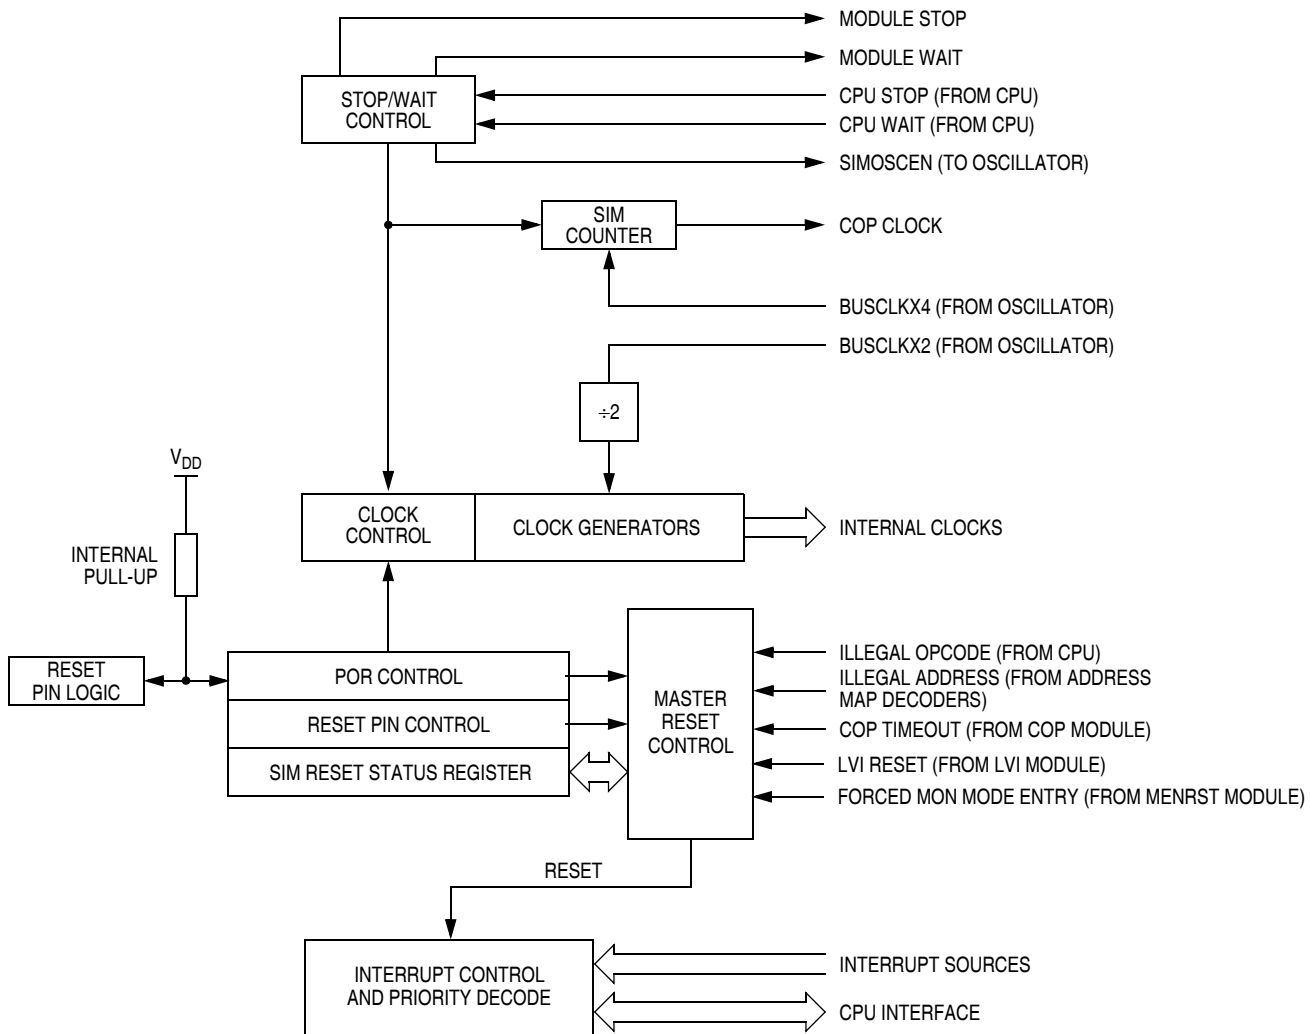 MODULE STOP
MODULE WAIT
STOP/WAIT
CONTROL
CPU STOP (FROM CPU)
CPU WAIT (FROM CPU)
SIMOSCEN (TO OSCILLATOR)
SIM
COUNTER
COP CLOCK
BUSCLKX4 (FROM OSCILLATOR)
BUSCLKX2 (FROM OSCILLATOR)
÷2
VDD
INTERNAL
PULL-UP
CLOCK
CONTROL
CLOCK GENERATORS
INTERNAL CLOCKS
RESET
PIN LOGIC
POR CONTROL
RESET PIN CONTROL
SIM RESET STATUS REGISTER
MASTER
RESET
CONTROL
ILLEGAL OPCODE (FROM CPU)
ILLEGAL ADDRESS (FROM ADDRESS
MAP DECODERS)
COP TIMEOUT (FROM COP MODULE)
LVI RESET (FROM LVI MODULE)
FORCED MON MODE ENTRY (FROM MENRST MODULE)
RESET
INTERRUPT CONTROL
AND PRIORITY DECODE
INTERRUPT SOURCES
CPU INTERFACE